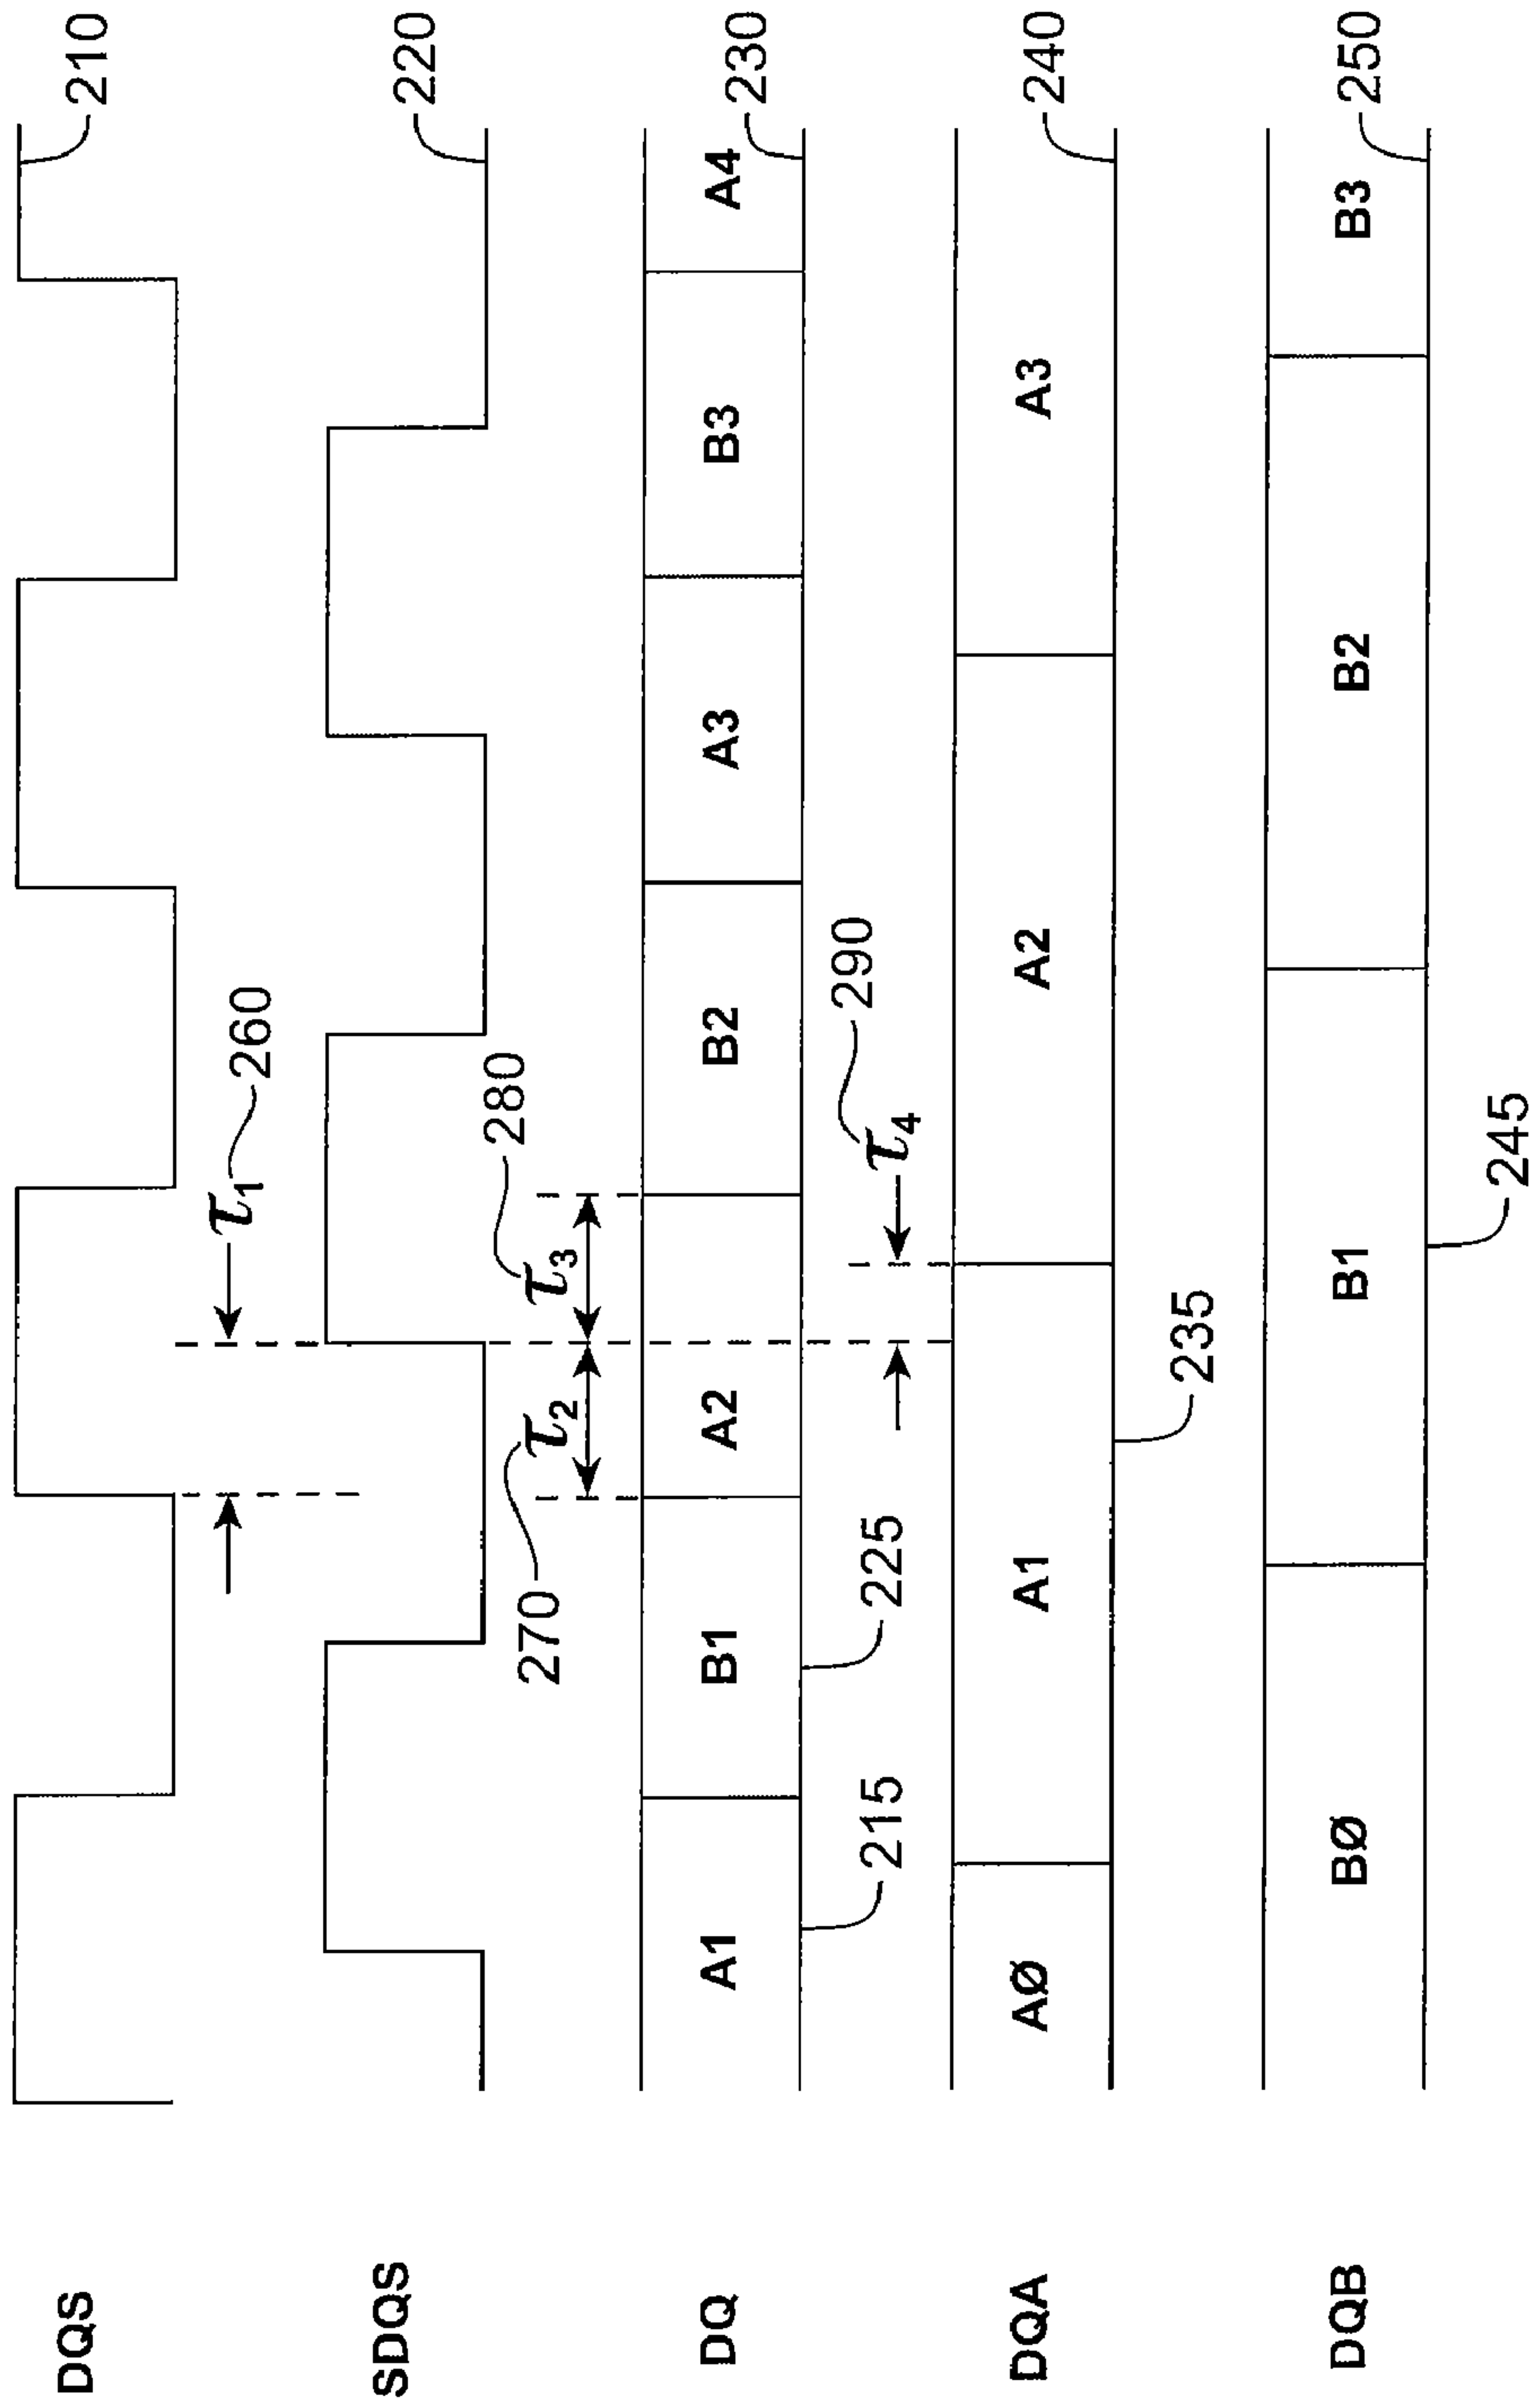 DQS
210
τ1
260
SDQS
220
270
τ2
τ3
280
DQ
A1
B1
A2
B2
A3
B3
A4
230
215
225
τ4
290
DQA
AØ
A1
A2
A3
240
235
DQB
BØ
B1
B2
B3
250
245